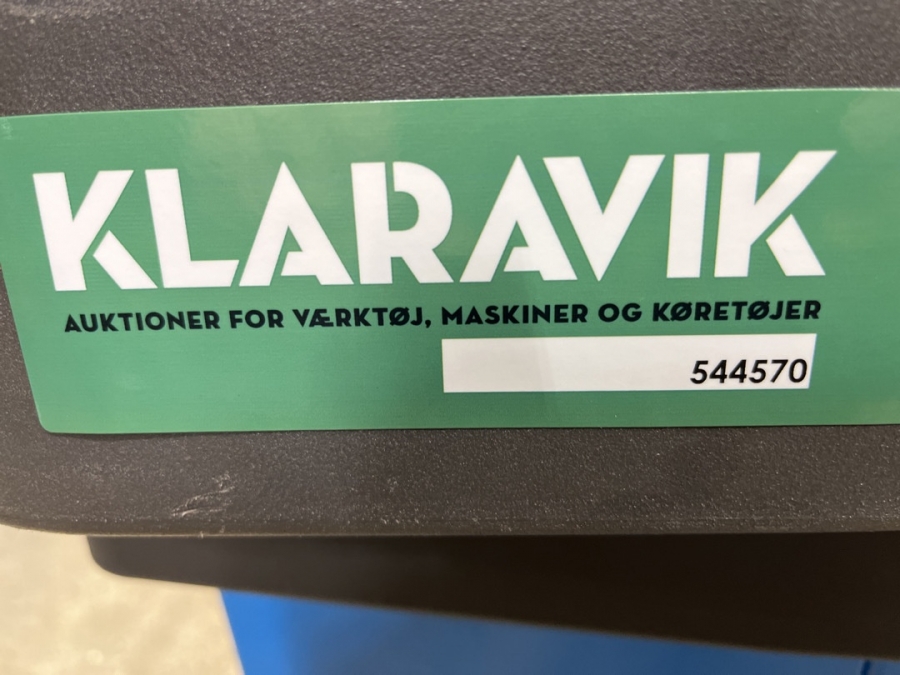 KLARAVIK
AUKTIONER FOR VÆRKTØJ, MASKINER OG KØRETØJER
544570